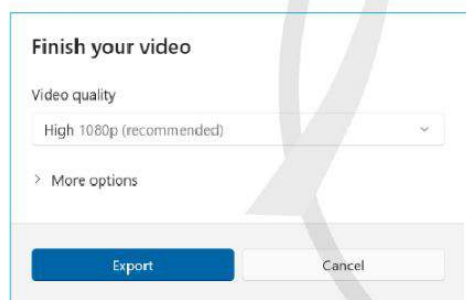 Finish your video
Video quality
High 1080p (recommended)
More options
Export
Cancel